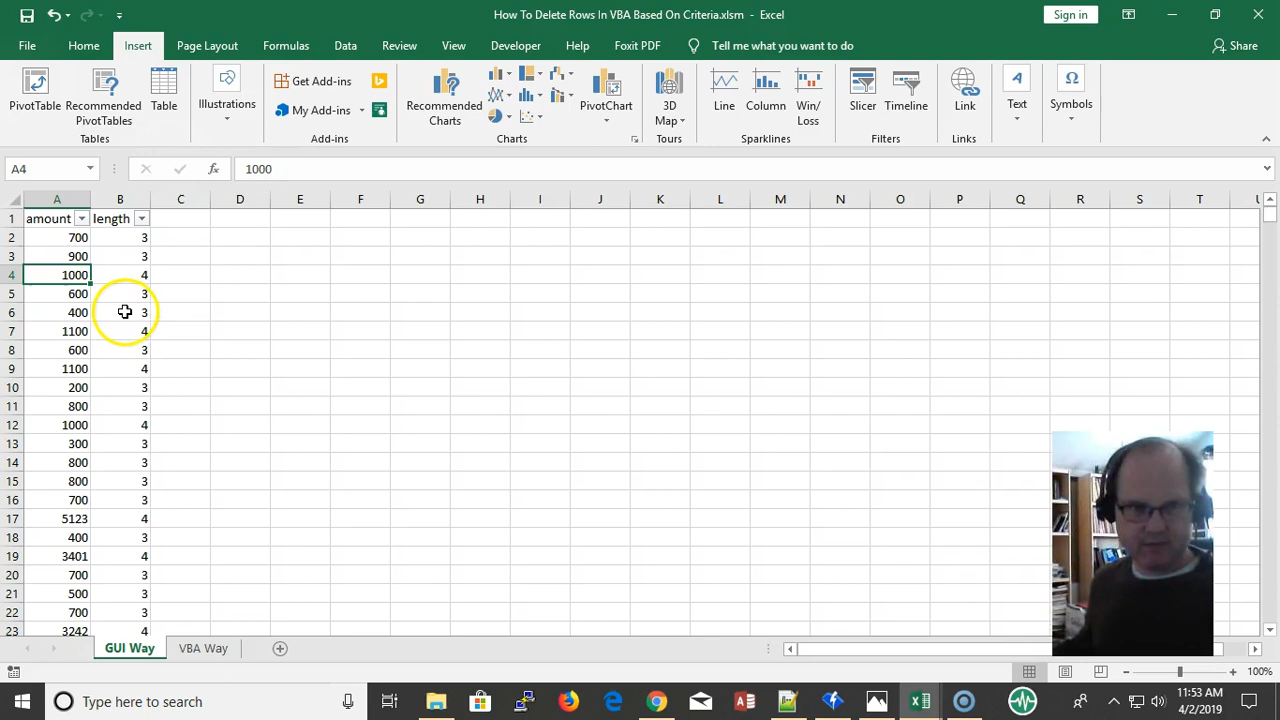 How To Delete Rows In VBA Based On Criteria.xlsm - Excel
Sign in
File Home Insert Page Layout Formulas Data Review View Developer Help Foxit PDF Tell me what you want to do Share
PivotTable Recommended PivotTables Table Illustrations Get Add-ins My Add-ins Recommended Charts PivotChart 3D Map Line Column Win/Loss Slicer Timeline Link Text Symbols
Tables Add-ins Charts Tours Sparklines Filters Links
A4 fx 1000
A B C D E F G H I J K L M N O P Q R S T U
1 amount length
2 700 3
3 900 3
4 1000 4
5 600 3
6 400 3
7 1100 4
8 600 3
9 1100 4
10 200 3
11 800 3
12 1000 4
13 300 3
14 800 3
15 800 3
16 700 3
17 5123 4
18 400 3
19 3401 4
20 700 3
21 500 3
22 700 3
23 3242 4
GUI Way VBA Way
100%
Type here to search
11:53 AM
4/2/2019